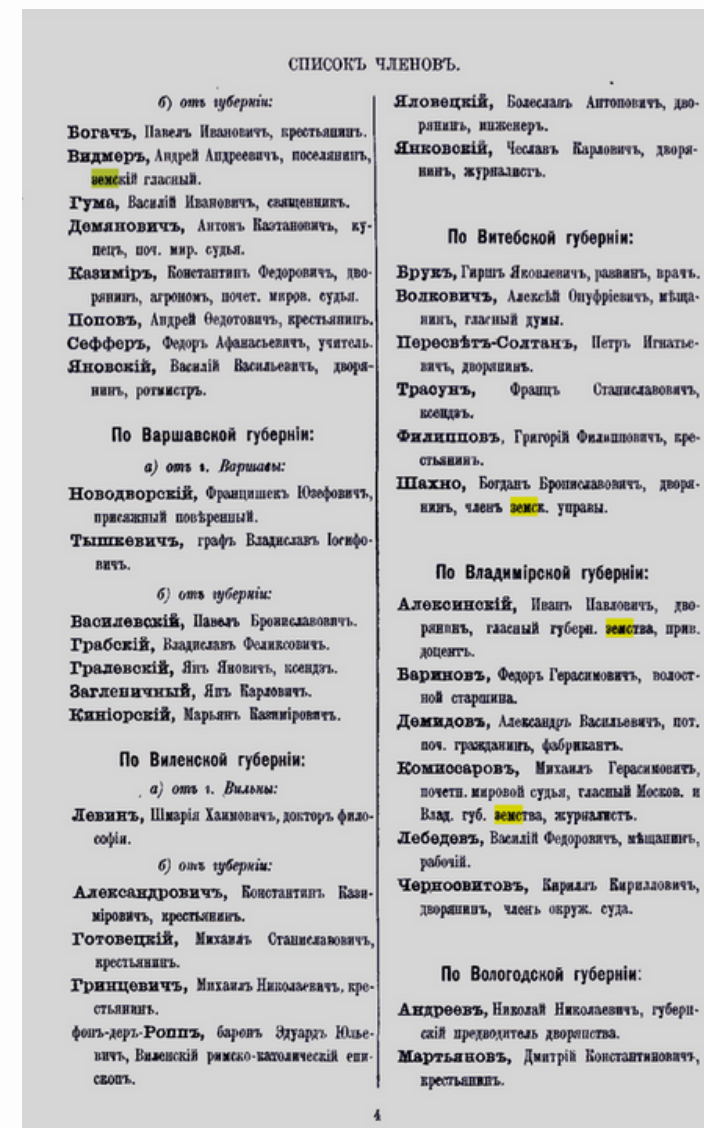 СПИСОКЪ ЧЛЕНОВЪ.
б) отъ губерніи:
Богачъ, Павелъ Ивановичъ, крестьянинъ.
Видмеръ, Андрей Андреевичъ, поселянинъ,
земскій гласный.
Гума, Василій Ивановичъ, священникъ.
Демяновичъ, Антонъ Каэтановичъ, ку-
пецъ, поч. мир. судья.
Казиміръ, Константинъ Федоровичъ, дво-
рянинъ, агрономъ, почет. миров. судья.
Поповъ, Андрей Ѳедотовичъ, крестьянинъ.
Сефферъ, Федоръ Афанасьевичъ, учитель.
Яновскій, Василій Васильевичъ, дворя-
нинъ, ротмистръ.
По Варшавской губерніи:
а) отъ г. Варшавы:
Новодворскій, Францишекъ Юзефовичъ,
присяжный повѣренный.
Тышкевичъ, графъ Владиславъ Іосифо-
вичъ.
б) отъ губерніи:
Василевскій, Павелъ Брониславовичъ.
Грабскій, Владиславъ Феликсовичъ.
Гралевскій, Янъ Яновичъ, ксендзъ.
Загленичный, Янъ Карловичъ.
Киніорскій, Марьянъ Казиміровичъ.
По Виленской губерніи:
а) отъ г. Вильны:
Левинъ, Шмарія Хаимовичъ, докторъ фило-
софіи.
б) отъ губерніи:
Александровичъ, Константинъ Кази-
міровичъ, крестьянинъ.
Готовецкій, Михаилъ Станиславовичъ,
крестьянинъ.
Гринцевичъ, Михаилъ Николаевичъ, кре-
стьянинъ.
фонъ-деръ-Роппъ, баронъ Эдуардъ Юлье-
вичъ, Виленскій римско-католическій епи-
скопъ.
Яловецкій, Болеславъ Антоповичъ, дво-
рянинъ, инженеръ.
Янковскій, Чеславъ Карловичъ, дворя-
нинъ, журналистъ.
По Витебской губерніи:
Брукъ, Гиршъ Яковлевичъ, раввинъ, врачъ.
Волковичъ, Алексѣй Онуфріевичъ, мѣща-
нинъ, гласный думы.
Пересвѣтъ-Солтанъ, Петръ Игнатье-
вичъ, дворянинъ.
Трасунъ, Францъ Станиславовичъ,
ксендзъ.
Филипповъ, Григорій Филипповичъ, кре-
стьянинъ.
Шахно, Богданъ Брониславовичъ, дворя-
нинъ, членъ земск. управы.
По Владимірской губерніи:
Алексинскій, Иванъ Павловичъ, дво-
рянинъ, гласный губерн. земства, прив.
доцентъ.
Бариновъ, Федоръ Герасимовичъ, волост-
ной старшина.
Демидовъ, Александръ Васильевичъ, пот.
поч. гражданинъ, фабрикантъ.
Комиссаровъ, Михаилъ Герасимовичъ,
почетн. мировой судья, гласный Москов. и
Влад. губ. земства, журналистъ.
Лебедевъ, Василій Федоровичъ, мѣщанинъ,
рабочій.
Черносвитовъ, Кириллъ Кирилловичъ,
дворянинъ, членъ окруж. суда.
По Вологодской губерніи:
Андреевъ, Николай Николаевичъ, губерн-
скій предводитель дворянства.
Мартьяновъ, Дмитрій Константиновичъ,
крестьянинъ.
4